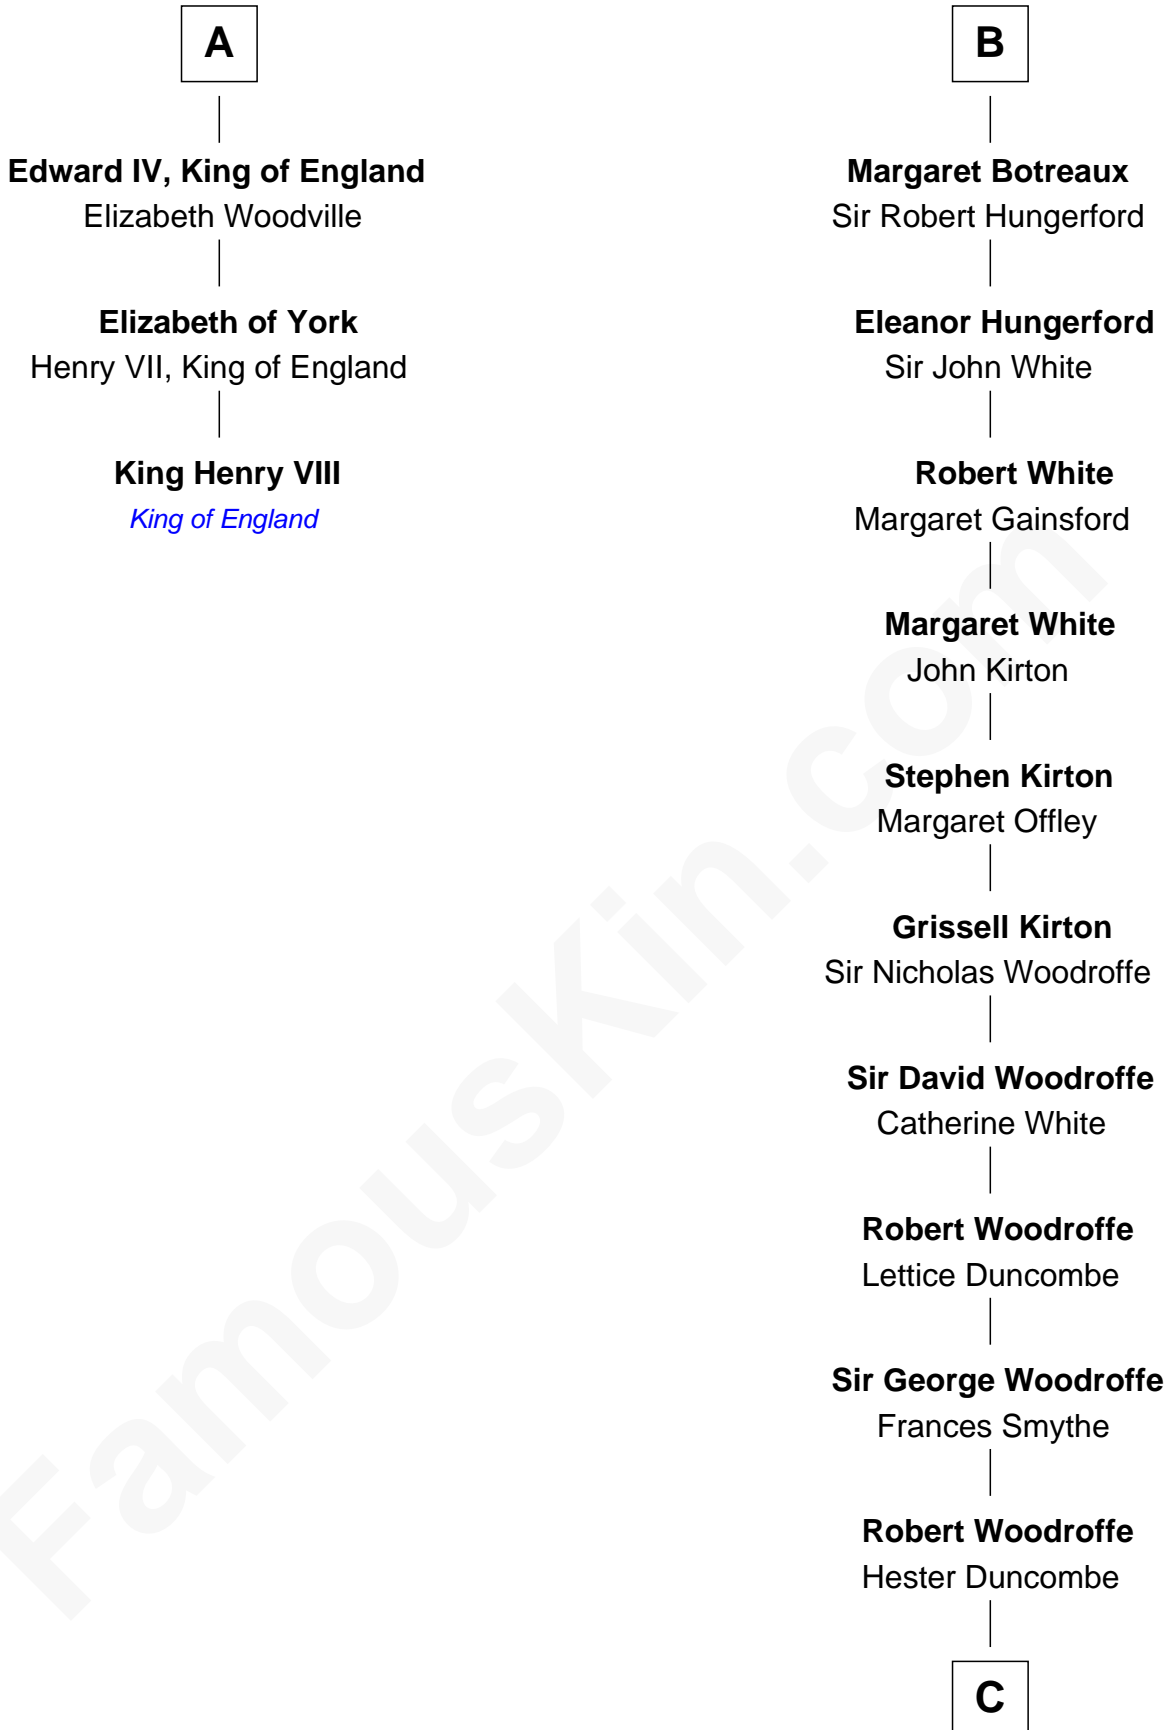 A
Edward IV, King of England
Elizabeth Woodville
Elizabeth of York
Henry VII, King of England
King Henry VIII
King of England
B
Margaret Botreaux
Sir Robert Hungerford
Eleanor Hungerford
Sir John White
Robert White
Margaret Gainsford
Margaret White
John Kirton
Stephen Kirton
Margaret Offley
Grissell Kirton
Sir Nicholas Woodroffe
Sir David Woodroffe
Catherine White
Robert Woodroffe
Lettice Duncombe
Sir George Woodroffe
Frances Smythe
Robert Woodroffe
Hester Duncombe
C
FamousKin.com